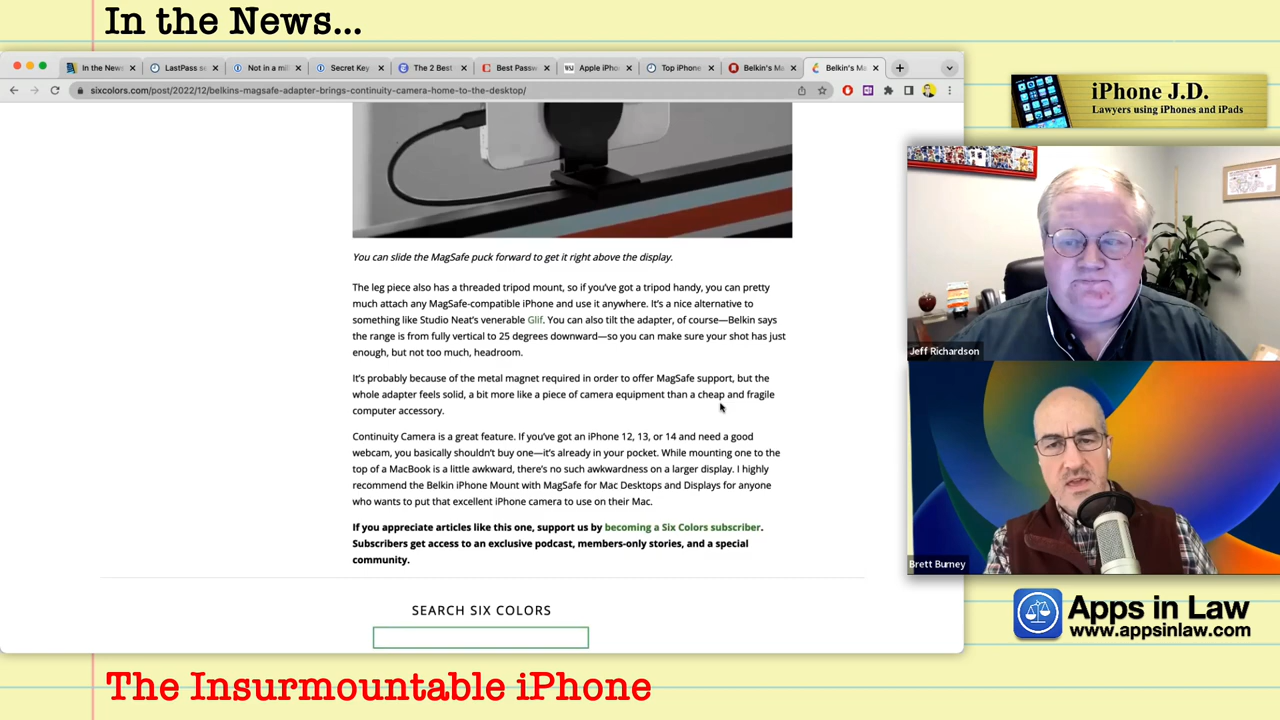 In the News...
In the News
LastPass se
Not in a mil
Secret Key
The 2 Best
Best Passw
Apple iPho
Top iPhone
Belkin's Ma
Belkin's Ma
sixcolors.com/post/2022/12/belkins-magsafe-adapter-brings-continuity-camera-home-to-the-desktop/
iPhone J.D.
Lawyers using iPhones and iPads
You can slide the MagSafe puck forward to get it right above the display.
The leg piece also has a threaded tripod mount, so if you've got a tripod handy, you can pretty
much attach any MagSafe-compatible iPhone and use it anywhere. It's a nice alternative to
something like Studio Neat's venerable Glif. You can also tilt the adapter, of course—Belkin says
the range is from fully vertical to 25 degrees downward—so you can make sure your shot has just
enough, but not too much, headroom.
It's probably because of the metal magnet required in order to offer MagSafe support, but the
whole adapter feels solid, a bit more like a piece of camera equipment than a cheap and fragile
computer accessory.
Continuity Camera is a great feature. If you've got an iPhone 12, 13, or 14 and need a good
webcam, you basically shouldn't buy one—it's already in your pocket. While mounting one to the
top of a MacBook is a little awkward, there's no such awkwardness on a larger display. I highly
recommend the Belkin iPhone Mount with MagSafe for Mac Desktops and Displays for anyone
who wants to put that excellent iPhone camera to use on their Mac.
If you appreciate articles like this one, support us by becoming a Six Colors subscriber.
Subscribers get access to an exclusive podcast, members-only stories, and a special
community.
SEARCH SIX COLORS
Jeff Richardson
Brett Burney
Apps in Law
www.appsinlaw.com
The Insurmountable iPhone